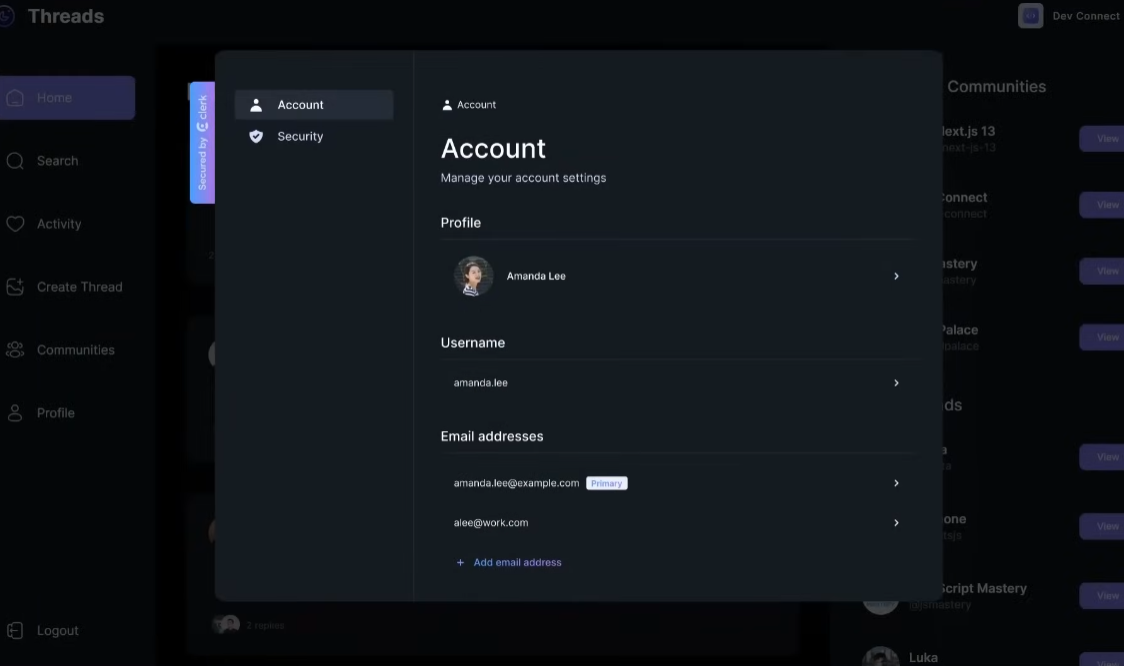 Threads
Dev Connect
Home
Search
Activity
Create Thread
Communities
Profile
Logout
Secured by clerk
Account
Security
Account
Account
Manage your account settings
Profile
Amanda Lee
Username
amanda.lee
Email addresses
amanda.lee@example.com Primary
alee@work.com
+ Add email address
2 replies
Communities
ext.js 13
next-js-13
View
Connect
connect
View
astery
astery
View
Palace
palace
View
ds
a
View
one
tsjs
View
Script Mastery
@jsmastery
View
Luka
View